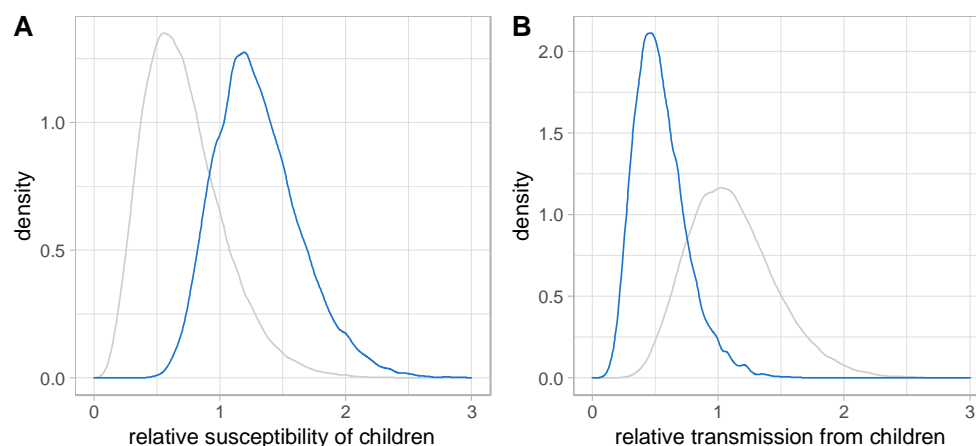 A
density
1.0
0.5
0.0
0
1
2
3
relative susceptibility of children
B
density
2.0
1.5
1.0
0.5
0.0
0
1
2
3
relative transmission from children